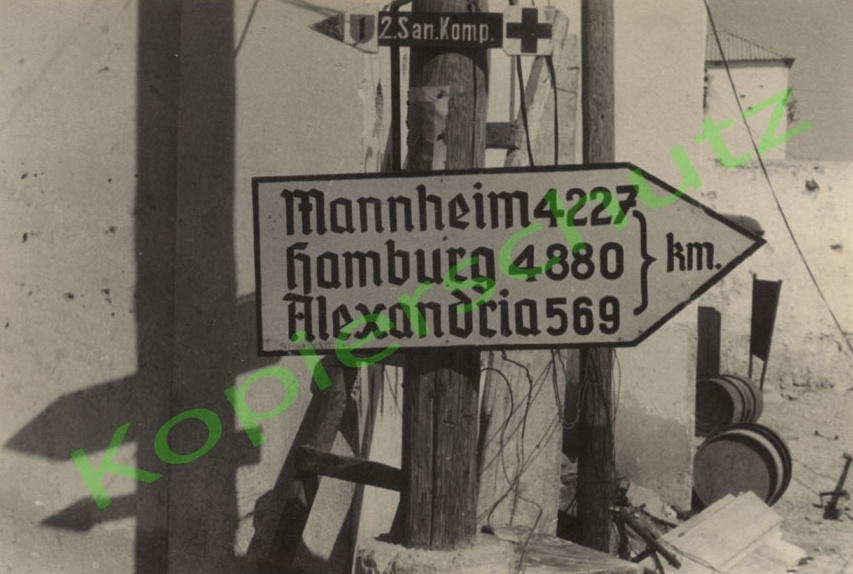 2.San.Komp.
Mannheim 4227
Hamburg 4880 km.
Alexandria 569
Kopierschutz